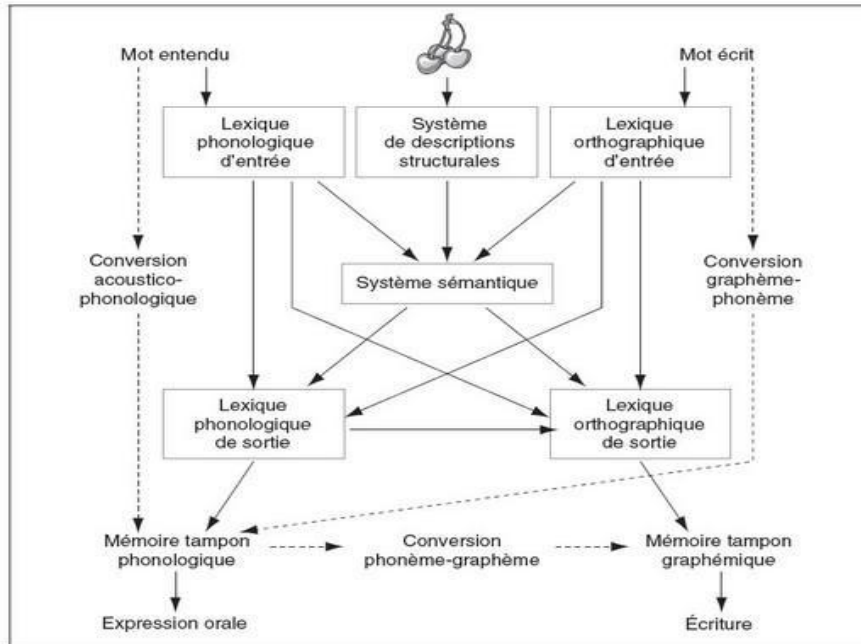 Mot entendu
Mot écrit
Lexique
phonologique
d'entrée
Système
de descriptions
structurales
Lexique
orthographique
d'entrée
Conversion
acoustico-
phonologique
Système sémantique
Conversion
graphème-
phonème
Lexique
phonologique
de sortie
Lexique
orthographique
de sortie
Mémoire tampon
phonologique
Conversion
phonème-graphème
Mémoire tampon
graphémique
Expression orale
Écriture